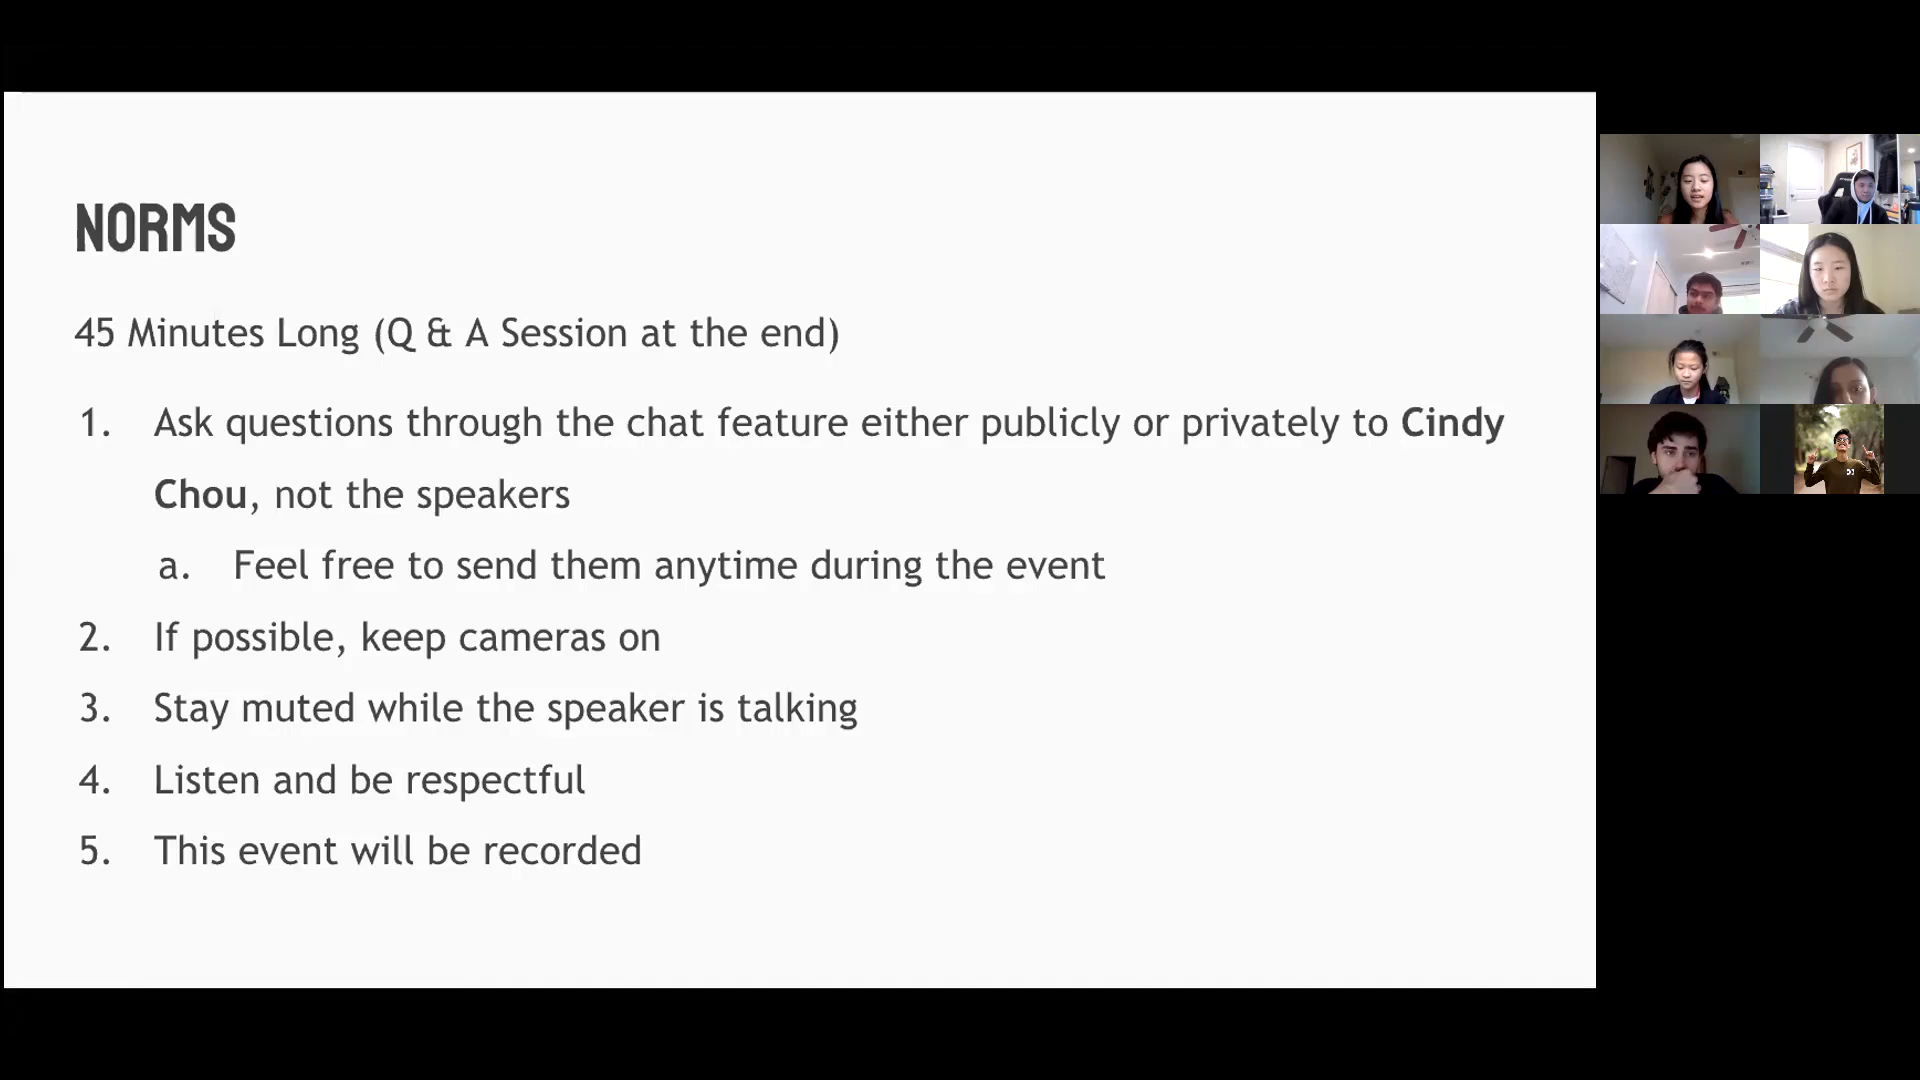 NORMS
45 Minutes Long (Q & A Session at the end)
1. Ask questions through the chat feature either publicly or privately to Cindy
Chou, not the speakers
a. Feel free to send them anytime during the event
2. If possible, keep cameras on
3. Stay muted while the speaker is talking
4. Listen and be respectful
5. This event will be recorded